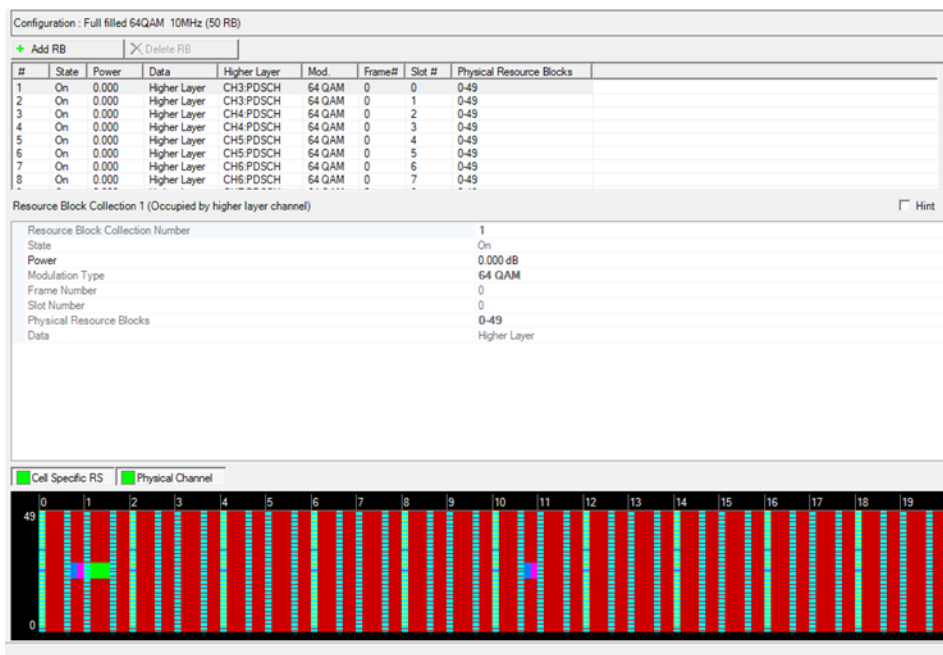 Configuration : Full filled 64QAM 10MHz (50 RB)
+ Add RB Delete RB
# State Power Data Higher Layer Mod. Frame# Slot # Physical Resource Blocks
1 On 0.000 Higher Layer CH3:PDSCH 64 QAM 0 0 0-49
2 On 0.000 Higher Layer CH3:PDSCH 64 QAM 0 1 0-49
3 On 0.000 Higher Layer CH4:PDSCH 64 QAM 0 2 0-49
4 On 0.000 Higher Layer CH4:PDSCH 64 QAM 0 3 0-49
5 On 0.000 Higher Layer CH5:PDSCH 64 QAM 0 4 0-49
6 On 0.000 Higher Layer CH5:PDSCH 64 QAM 0 5 0-49
7 On 0.000 Higher Layer CH6:PDSCH 64 QAM 0 6 0-49
8 On 0.000 Higher Layer CH6:PDSCH 64 QAM 0 7 0-49
Resource Block Collection 1 (Occupied by higher layer channel) Hint
Resource Block Collection Number 1
State On
Power 0.000 dB
Modulation Type 64 QAM
Frame Number 0
Slot Number 0
Physical Resource Blocks 0-49
Data Higher Layer
Cell Specific RS Physical Channel
0 1 2 3 4 5 6 7 8 9 10 11 12 13 14 15 16 17 18 19
49
0